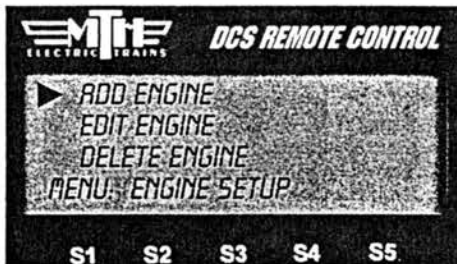 MTH DCS REMOTE CONTROL
ELECTRIC TRAINS
ADD ENGINE
EDIT ENGINE
DELETE ENGINE
MENU: ENGINE SETUP
S1 S2 S3 S4 S5